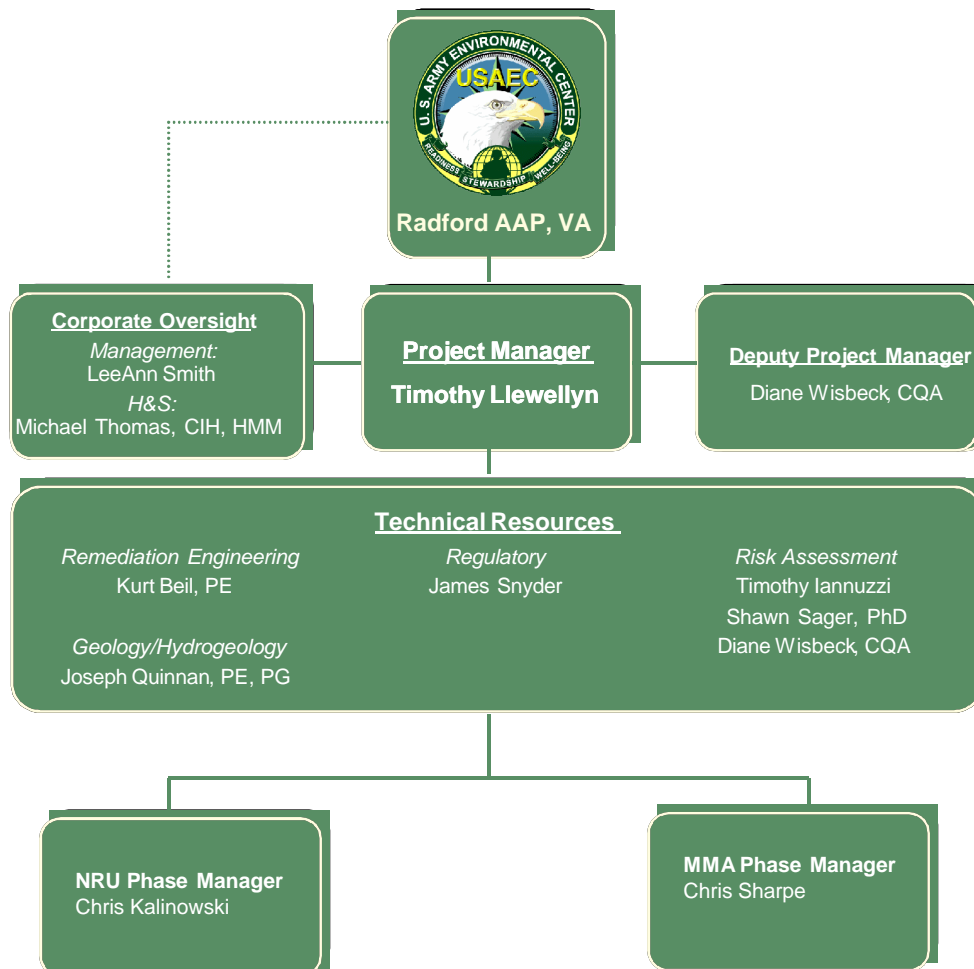 U. S. ARMY ENVIRONMENTAL CENTER
USAEC
READINESS STEWARDSHIP WELL-BEING
Radford AAP, VA
Corporate Oversight
Management:
LeeAnn Smith
H&S:
Michael Thomas, CIH, HMM
Project Manager
Timothy Llewellyn
Deputy Project Manager
Diane Wisbeck, CQA
Technical Resources
Remediation Engineering
Kurt Beil, PE
Geology/Hydrogeology
Joseph Quinnan, PE, PG
Regulatory
James Snyder
Risk Assessment
Timothy Iannuzzi
Shawn Sager, PhD
Diane Wisbeck, CQA
NRU Phase Manager
Chris Kalinowski
MMA Phase Manager
Chris Sharpe